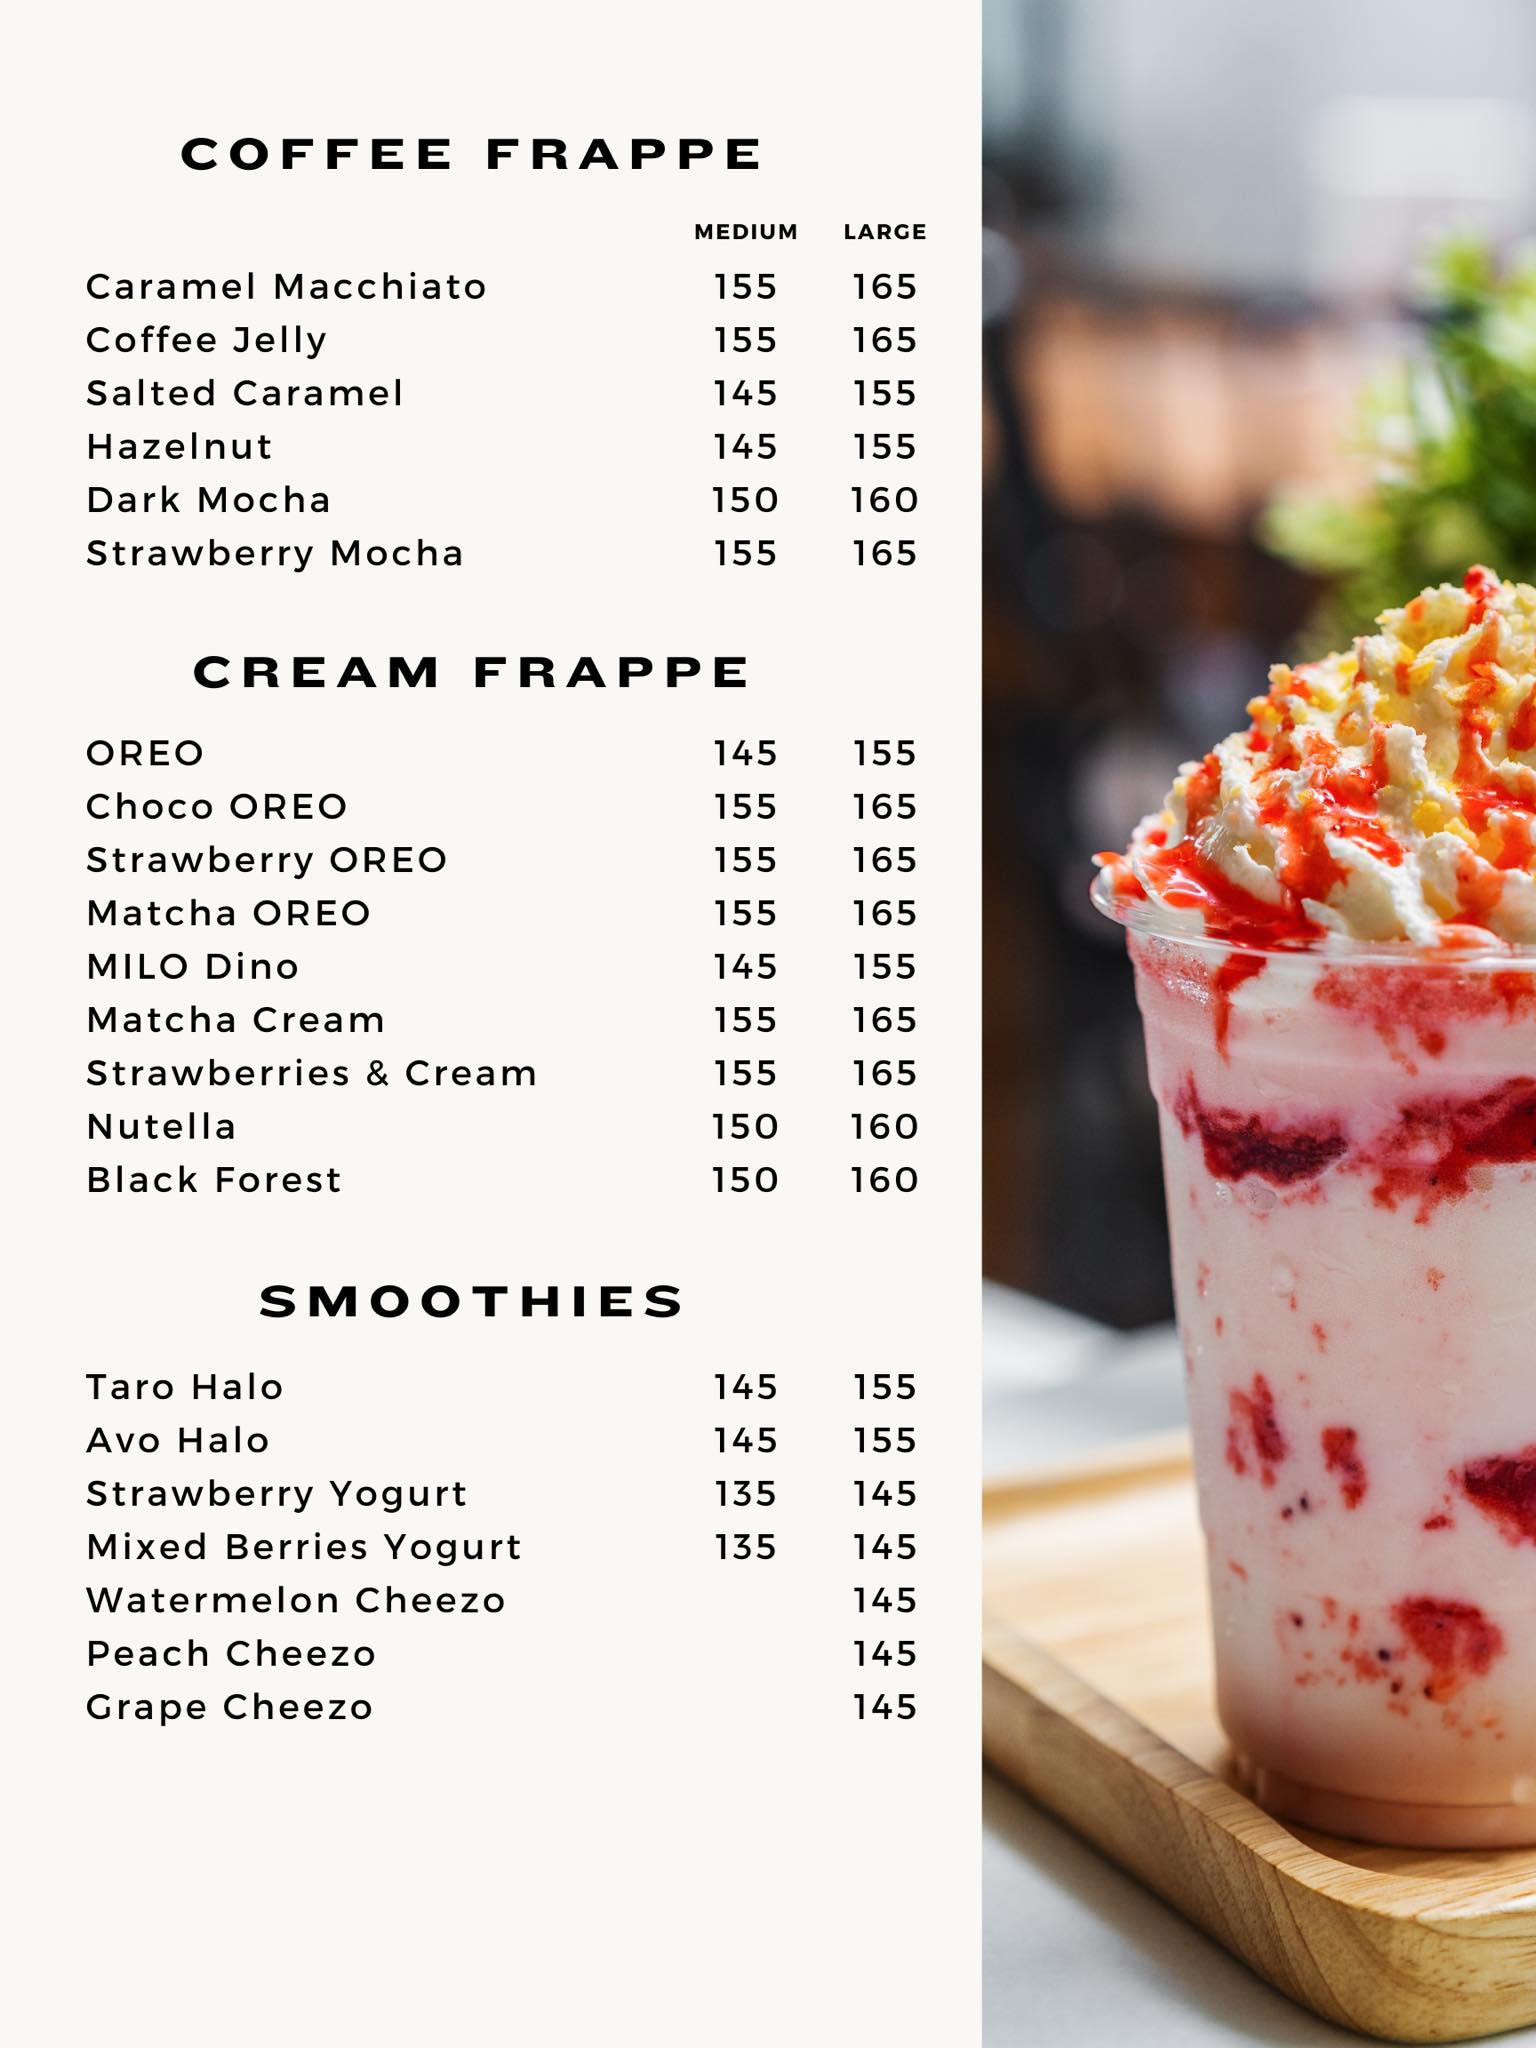 COFFEE FRAPPE
MEDIUM LARGE
Caramel Macchiato 155 165
Coffee Jelly 155 165
Salted Caramel 145 155
Hazelnut 145 155
Dark Mocha 150 160
Strawberry Mocha 155 165
CREAM FRAPPE
OREO 145 155
Choco OREO 155 165
Strawberry OREO 155 165
Matcha OREO 155 165
MILO Dino 145 155
Matcha Cream 155 165
Strawberries & Cream 155 165
Nutella 150 160
Black Forest 150 160
SMOOTHIES
Taro Halo 145 155
Avo Halo 145 155
Strawberry Yogurt 135 145
Mixed Berries Yogurt 135 145
Watermelon Cheezo 145
Peach Cheezo 145
Grape Cheezo 145